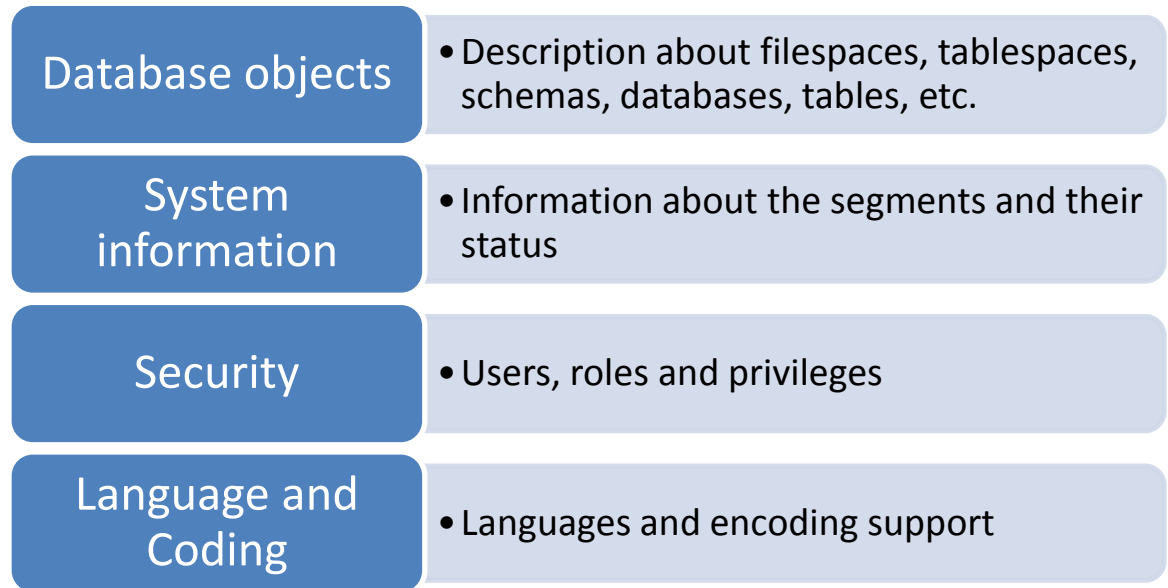 Database objects
• Description about filespaces, tablespaces,
schemas, databases, tables, etc.
System
information
• Information about the segments and their
status
Security
• Users, roles and privileges
Language and
Coding
• Languages and encoding support